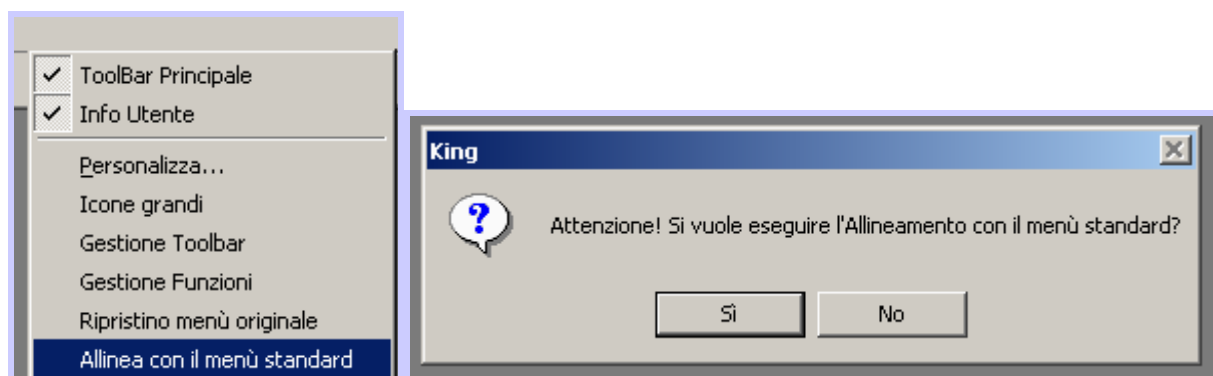 ToolBar Principale
Info Utente
Personalizza...
Icone grandi
Gestione Toolbar
Gestione Funzioni
Ripristino menù originale
Allinea con il menù standard
King
Attenzione! Si vuole eseguire l'Allineamento con il menù standard?
Sì
No